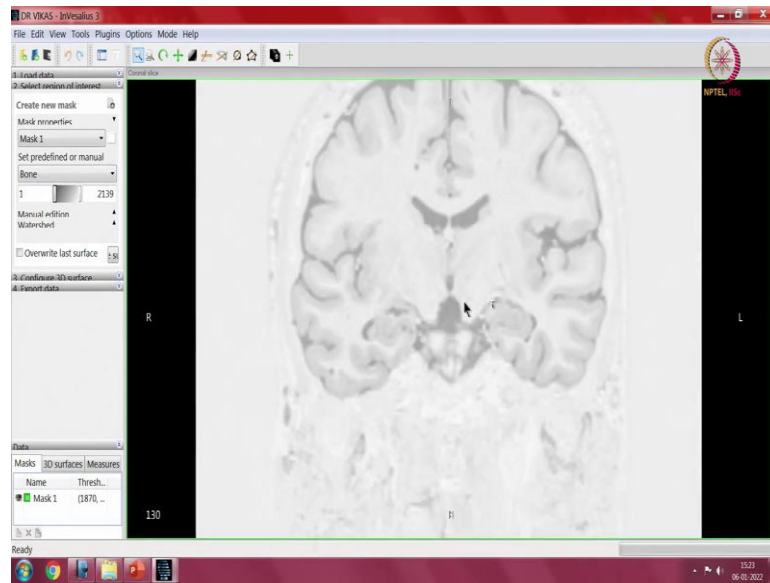 DR VIKAS - InVesalius 3
File Edit View Tools Plugins Options Mode Help
1. Load data
Coronal slice
2. Select region of interest
NPTEL, IISc
Create new mask
Mask properties
Mask 1
Set predefined or manual
Bone
1 2139
Manual edition
Watershed
Overwrite last surface
3. Configure 3D surface
4. Export data
R
L
Data
Masks 3D surfaces Measures
Name Thresh..
Mask 1 (1870, ...
130
Ready
15:23
06-01-2022